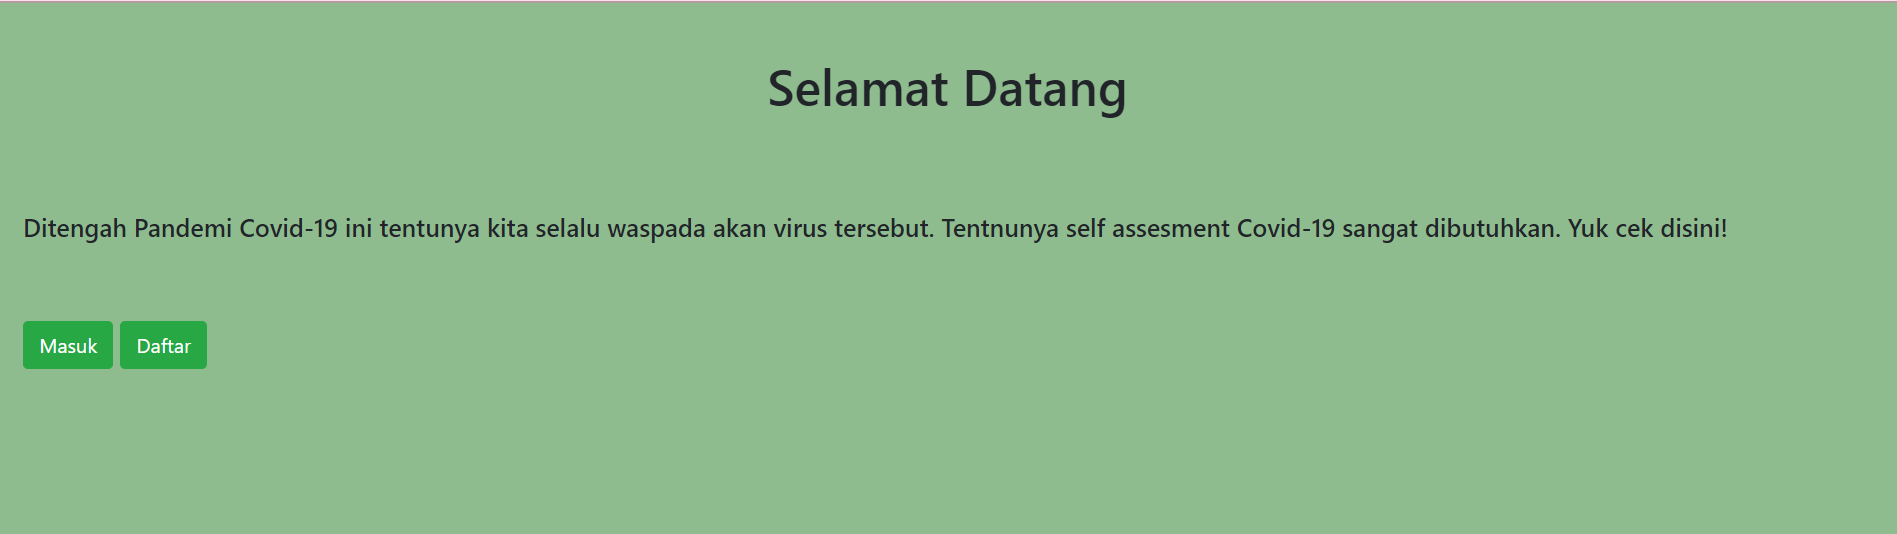 Selamat Datang
Ditengah Pandemi Covid-19 ini tentunya kita selalu waspada akan virus tersebut. Tentnunya self assesment Covid-19 sangat dibutuhkan. Yuk cek disini!
Masuk Daftar